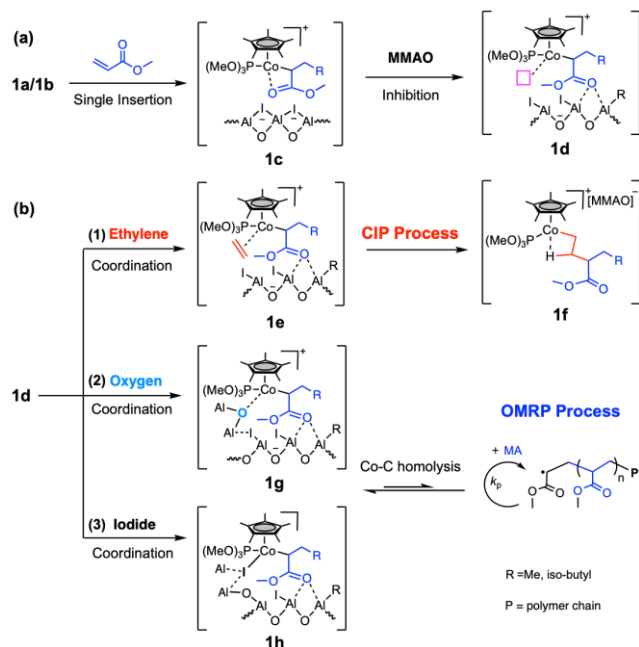 (a)
1a/1b
O
O
Single Insertion
+
(MeO)₃P Co
R
O O
I I
Al Al Al
O O
1c
MMAO
Inhibition
+
(MeO)₃P Co
R
O O
I I R
Al Al Al
O O
1d
(b)
(1) Ethylene
Coordination
+
(MeO)₃P Co
R
O O
I I R
Al Al Al
O O
1e
CIP Process
+ [MMAO]⁻
(MeO)₃P Co
H R
O O
1f
1d
(2) Oxygen
Coordination
+
(MeO)₃P Co
R
Al O
O O
Al I I R
Al Al Al
O O O
1g
Co-C homolysis
OMRP Process
+ MA
kp
P
n
O O O O
(3) Iodide
Coordination
+
(MeO)₃P Co
R
Al I
O O
Al O I R
Al Al Al
O O
1h
R =Me, iso-butyl
P = polymer chain